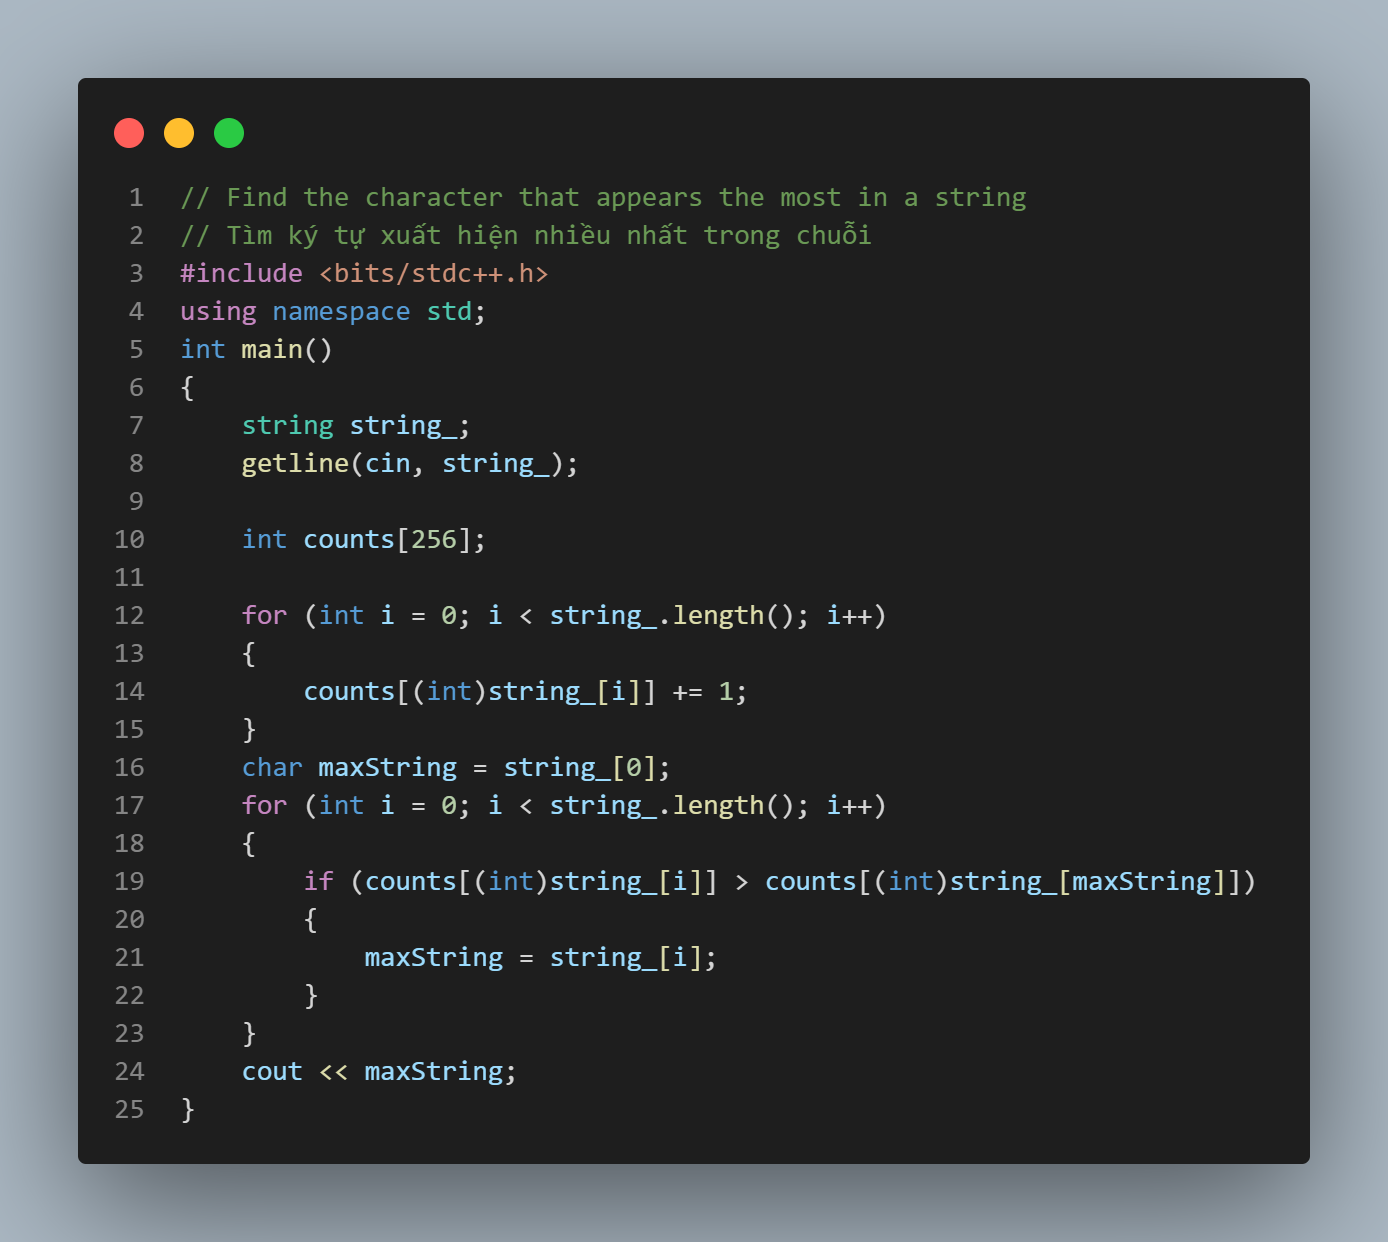 1 // Find the character that appears the most in a string
2 // Tìm ký tự xuất hiện nhiều nhất trong chuỗi
3 #include <bits/stdc++.h>
4 using namespace std;
5 int main()
6 {
7     string string_;
8     getline(cin, string_);
9
10     int counts[256];
11
12     for (int i = 0; i < string_.length(); i++)
13     {
14         counts[(int)string_[i]] += 1;
15     }
16     char maxString = string_[0];
17     for (int i = 0; i < string_.length(); i++)
18     {
19         if (counts[(int)string_[i]] > counts[(int)string_[maxString]])
20         {
21             maxString = string_[i];
22         }
23     }
24     cout << maxString;
25 }